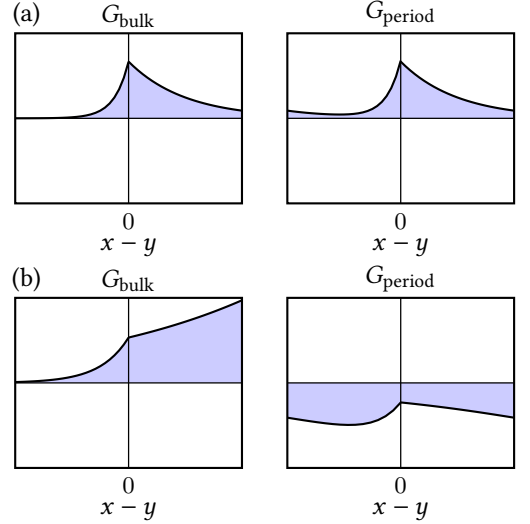 (a) G_bulk G_period
0 0
x − y x − y
(b) G_bulk G_period
0 0
x − y x − y